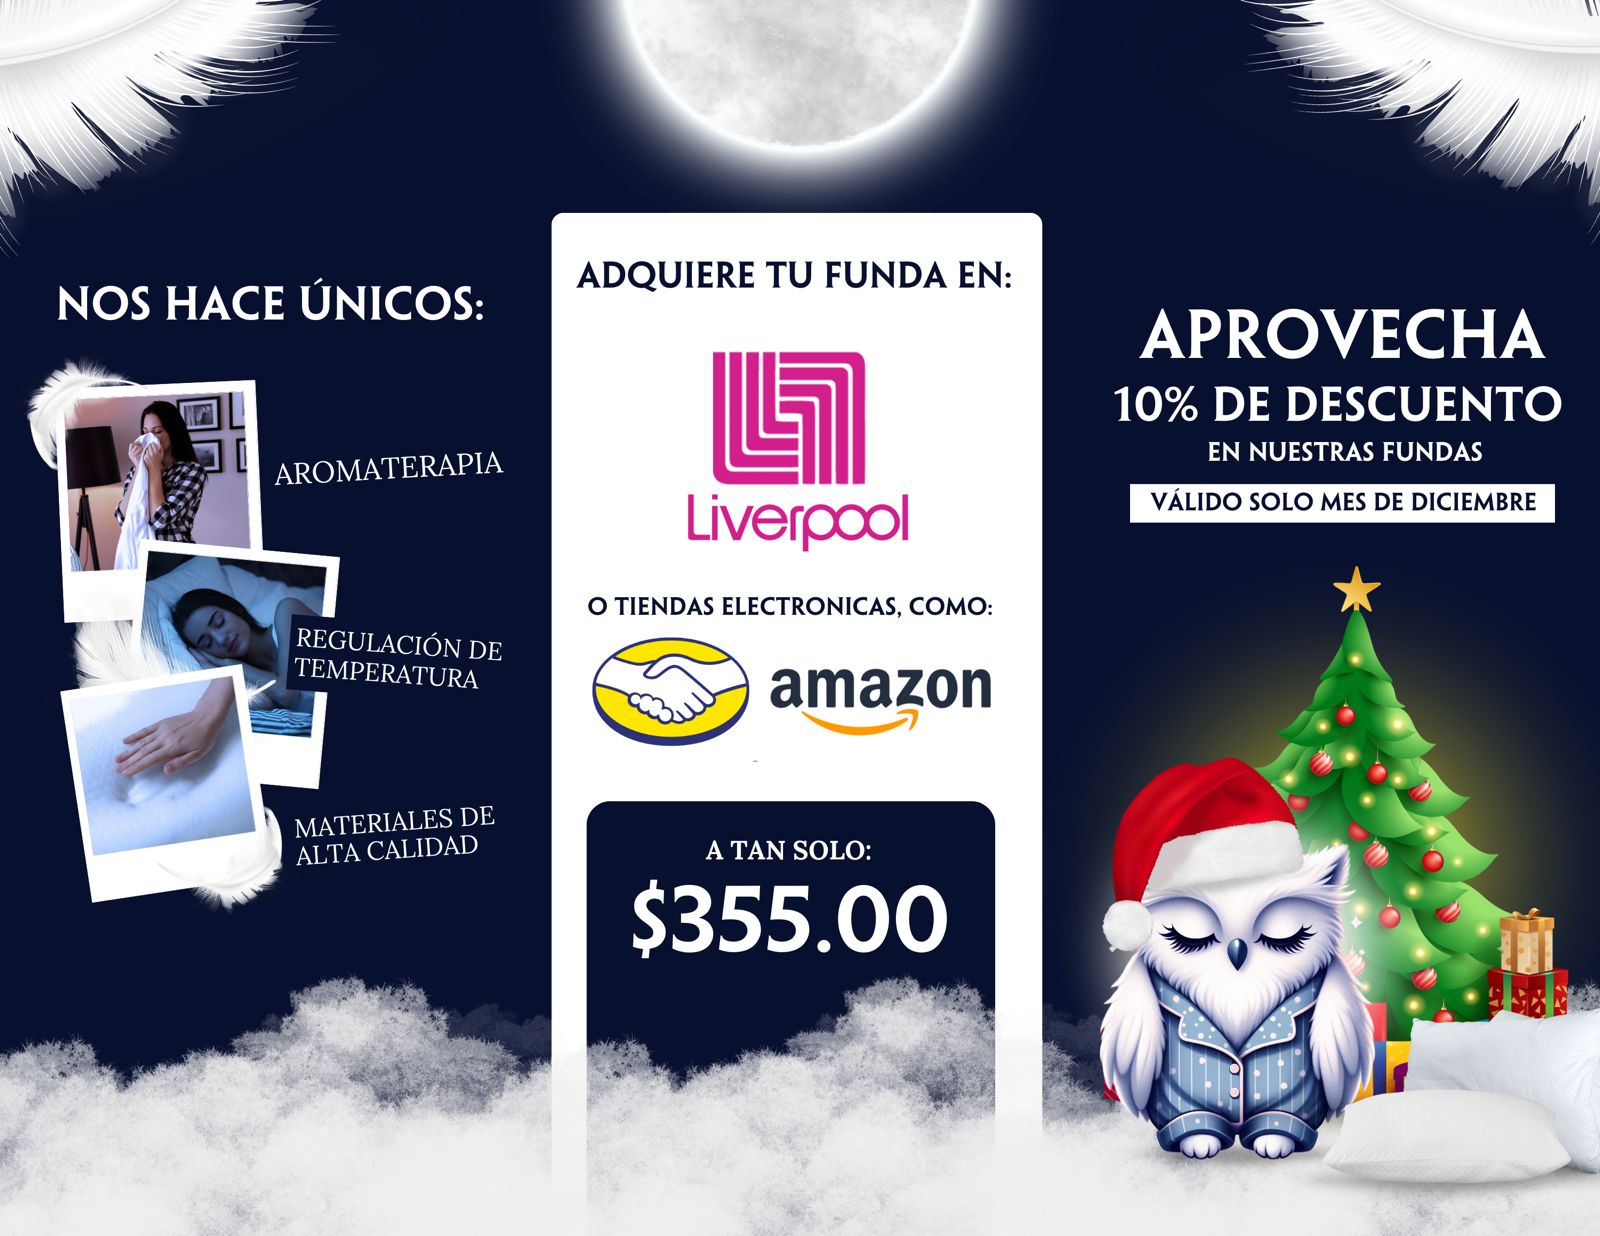 NOS HACE ÚNICOS:
AROMATERAPIA
REGULACIÓN DE
TEMPERATURA
MATERIALES DE
ALTA CALIDAD
ADQUIERE TU FUNDA EN:
Liverpool
O TIENDAS ELECTRONICAS, COMO:
amazon
A TAN SOLO:
$355.00
APROVECHA
10% DE DESCUENTO
EN NUESTRAS FUNDAS
VÁLIDO SOLO MES DE DICIEMBRE